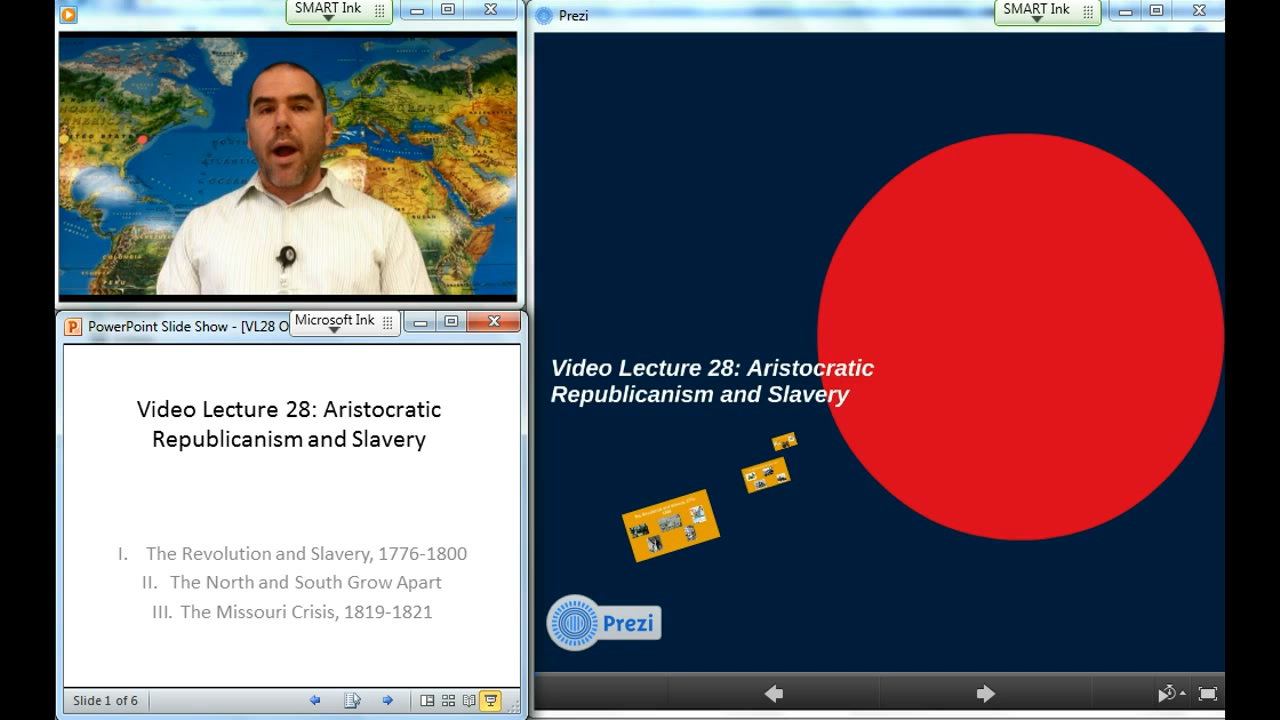 SMART Ink
SMART Ink
Prezi
PowerPoint Slide Show - [VL28 O
Microsoft Ink
Video Lecture 28: Aristocratic
Republicanism and Slavery
I. The Revolution and Slavery, 1776-1800
II. The North and South Grow Apart
III. The Missouri Crisis, 1819-1821
Slide 1 of 6
Video Lecture 28: Aristocratic
Republicanism and Slavery
Prezi